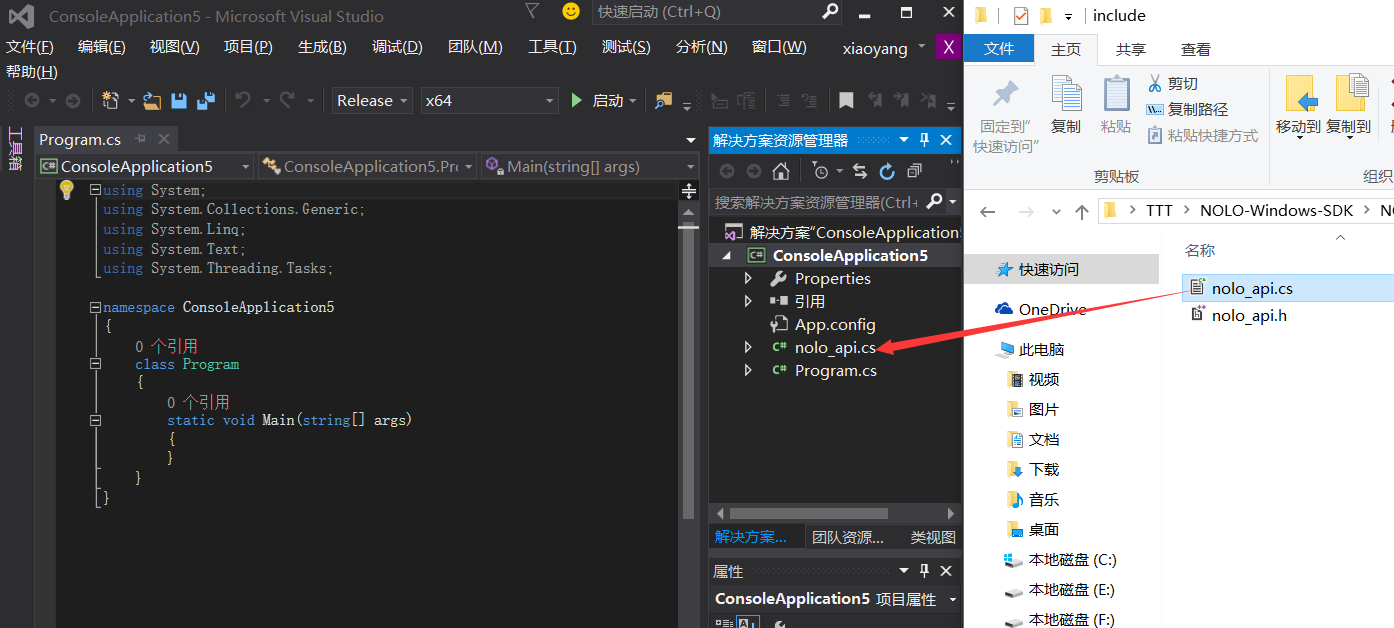 ConsoleApplication5 - Microsoft Visual Studio
快速启动 (Ctrl+Q)
文件(F) 编辑(E) 视图(V) 项目(P) 生成(B) 调试(D) 团队(M) 工具(T) 测试(S) 分析(N) 窗口(W) xiaoyang X
帮助(H)
Release x64 启动
工具箱
Program.cs
ConsoleApplication5 ConsoleApplication5.Pr Main(string[] args)
using System;
using System.Collections.Generic;
using System.Linq;
using System.Text;
using System.Threading.Tasks;
namespace ConsoleApplication5
{
0 个引用
class Program
{
0 个引用
static void Main(string[] args)
{
}
}
}
解决方案资源管理器
搜索解决方案资源管理器(Ctrl+
解决方案"ConsoleApplication
C# ConsoleApplication5
Properties
引用
App.config
C# nolo_api.cs
C# Program.cs
解决方案... 团队资源... 类视图
属性
ConsoleApplication5 项目属性
include
文件 主页 共享 查看
固定到"
快速访问"
复制
粘贴
剪切
复制路径
粘贴快捷方式
移动到 复制到
剪贴板
组织
TTT NOLO-Windows-SDK
名称
nolo_api.cs
nolo_api.h
快速访问
OneDrive
此电脑
视频
图片
文档
下载
音乐
桌面
本地磁盘 (C:)
本地磁盘 (E:)
本地磁盘 (F:)